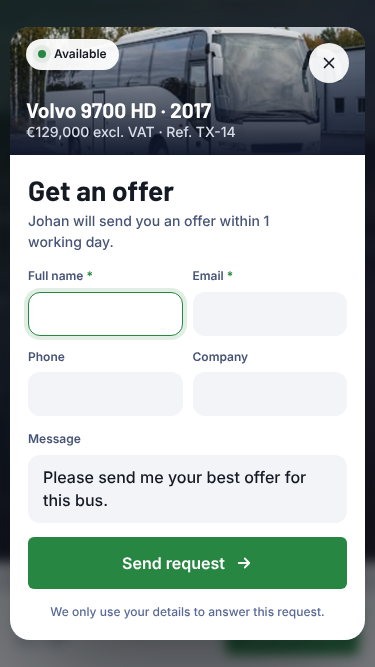 Available
Volvo 9700 HD · 2017
€129,000 excl. VAT · Ref. TX-14
Get an offer
Johan will send you an offer within 1
working day.
Full name *
Email *
Phone
Company
Message
Please send me your best offer for
this bus.
Send request →
We only use your details to answer this request.